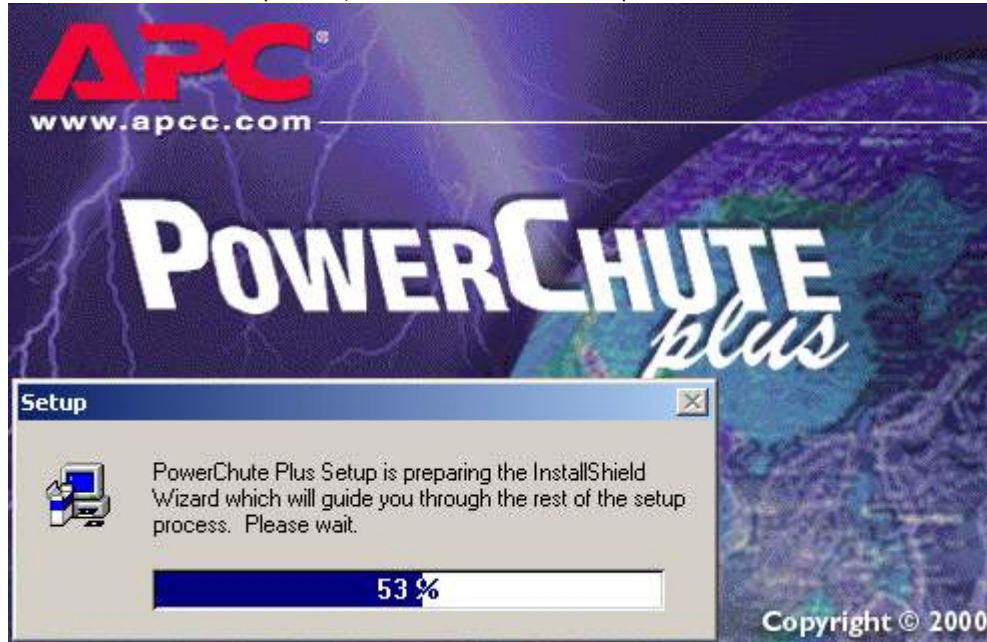 APC®
www.apcc.com
POWERCHUTE
plus
Setup
PowerChute Plus Setup is preparing the InstallShield
Wizard which will guide you through the rest of the setup
process. Please wait.
53 %
Copyright © 2000